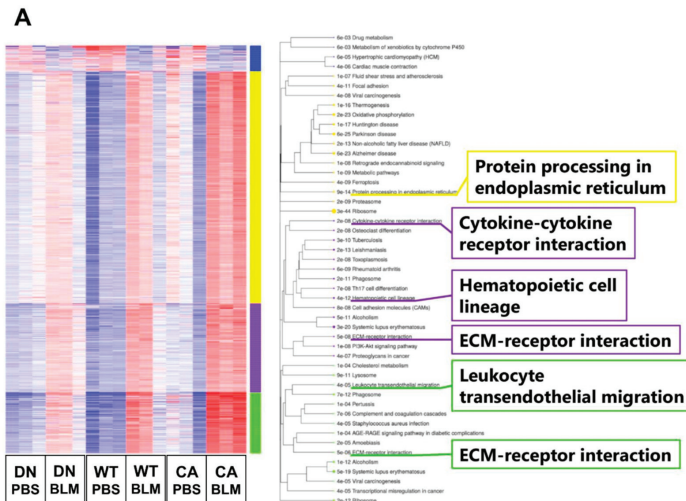 A
6e-03 Drug metabolism
6e-03 Metabolism of xenobiotics by cytochrome P450
6e-05 Hypertrophic cardiomyopathy (HCM)
4e-06 Cardiac muscle contraction
1e-07 Fluid shear stress and atherosclerosis
4e-11 Focal adhesion
4e-08 Viral carcinogenesis
1e-16 Thermogenesis
2e-23 Oxidative phosphorylation
1e-17 Huntington disease
6e-25 Parkinson disease
2e-13 Non-alcoholic fatty liver disease (NAFLD)
6e-23 Alzheimer disease
1e-08 Retrograde endocannabinoid signaling
1e-09 Metabolic pathways
4e-09 Ferroptosis
9e-14 Protein processing in endoplasmic reticulum
2e-09 Proteasome
3e-44 Ribosome
2e-08 Cytokine-cytokine receptor interaction
2e-08 Osteoclast differentiation
3e-10 Tuberculosis
2e-13 Leishmaniasis
2e-08 Toxoplasmosis
6e-09 Rheumatoid arthritis
2e-11 Phagosome
7e-08 Th17 cell differentiation
4e-12 Hematopoietic cell lineage
8e-08 Cell adhesion molecules (CAMs)
5e-11 Alcoholism
3e-20 Systemic lupus erythematosus
5e-08 ECM-receptor interaction
1e-08 PI3K-Akt signaling pathway
4e-07 Proteoglycans in cancer
1e-04 Cholesterol metabolism
9e-11 Lysosome
4e-05 Leukocyte transendothelial migration
7e-12 Phagosome
1e-04 Pertussis
7e-06 Complement and coagulation cascades
4e-05 Staphylococcus aureus infection
1e-04 AGE-RAGE signaling pathway in diabetic complications
2e-05 Amoebiasis
5e-06 ECM-receptor interaction
1e-12 Alcoholism
5e-19 Systemic lupus erythematosus
4e-05 Viral carcinogenesis
4e-05 Transcriptional misregulation in cancer
Protein processing in
endoplasmic reticulum
Cytokine-cytokine
receptor interaction
Hematopoietic cell
lineage
ECM-receptor interaction
Leukocyte
transendothelial migration
ECM-receptor interaction
DN DN WT WT CA CA
PBS BLM PBS BLM PBS BLM